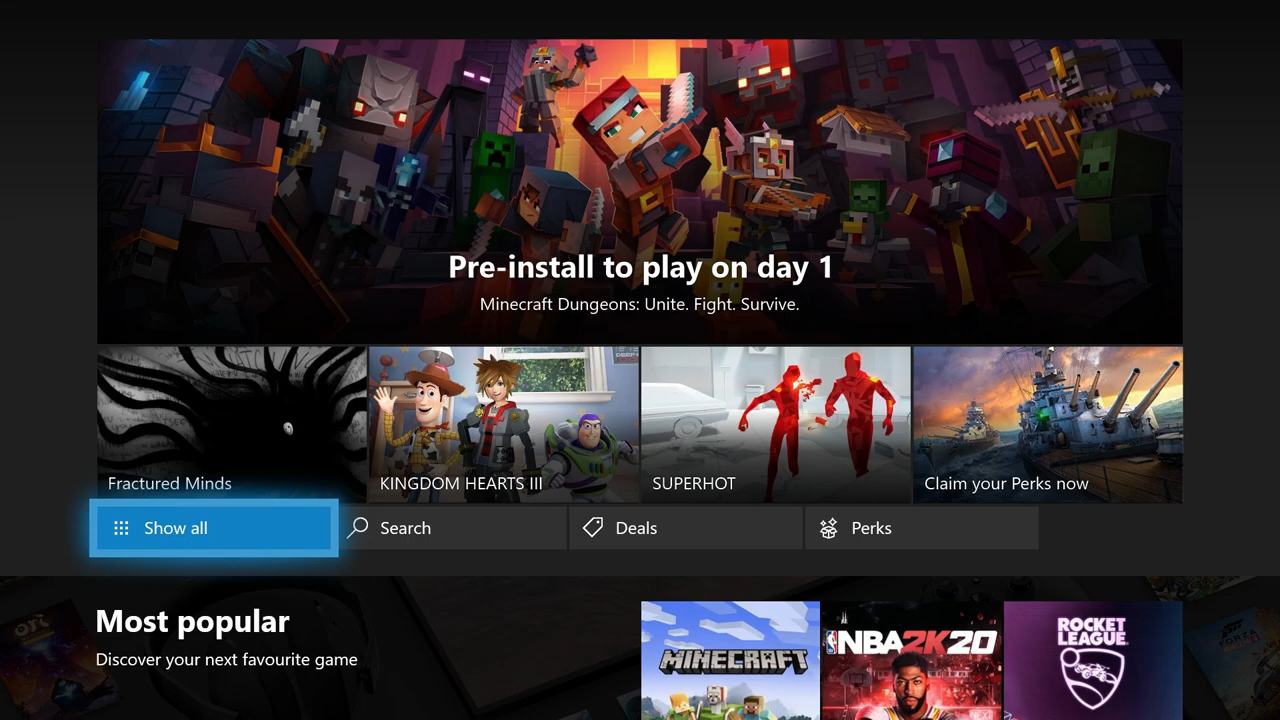 Pre-install to play on day 1
Minecraft Dungeons: Unite. Fight. Survive.
Fractured Minds
KINGDOM HEARTS III
SUPERHOT
Claim your Perks now
Show all
Search
Deals
Perks
Most popular
Discover your next favourite game
ori
MINECRAFT
NBA2K20
ROCKET
LEAGUE